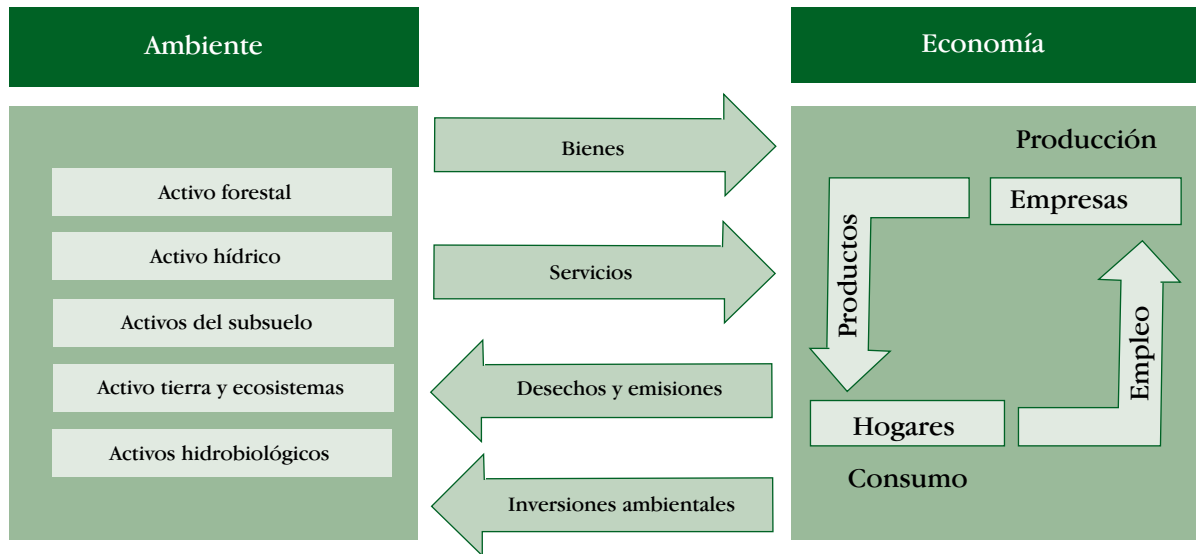 Ambiente
Economía
Activo forestal
Activo hídrico
Activos del subsuelo
Activo tierra y ecosistemas
Activos hidrobiológicos
Bienes
Servicios
Desechos y emisiones
Inversiones ambientales
Producción
Empresas
Productos
Empleo
Hogares
Consumo